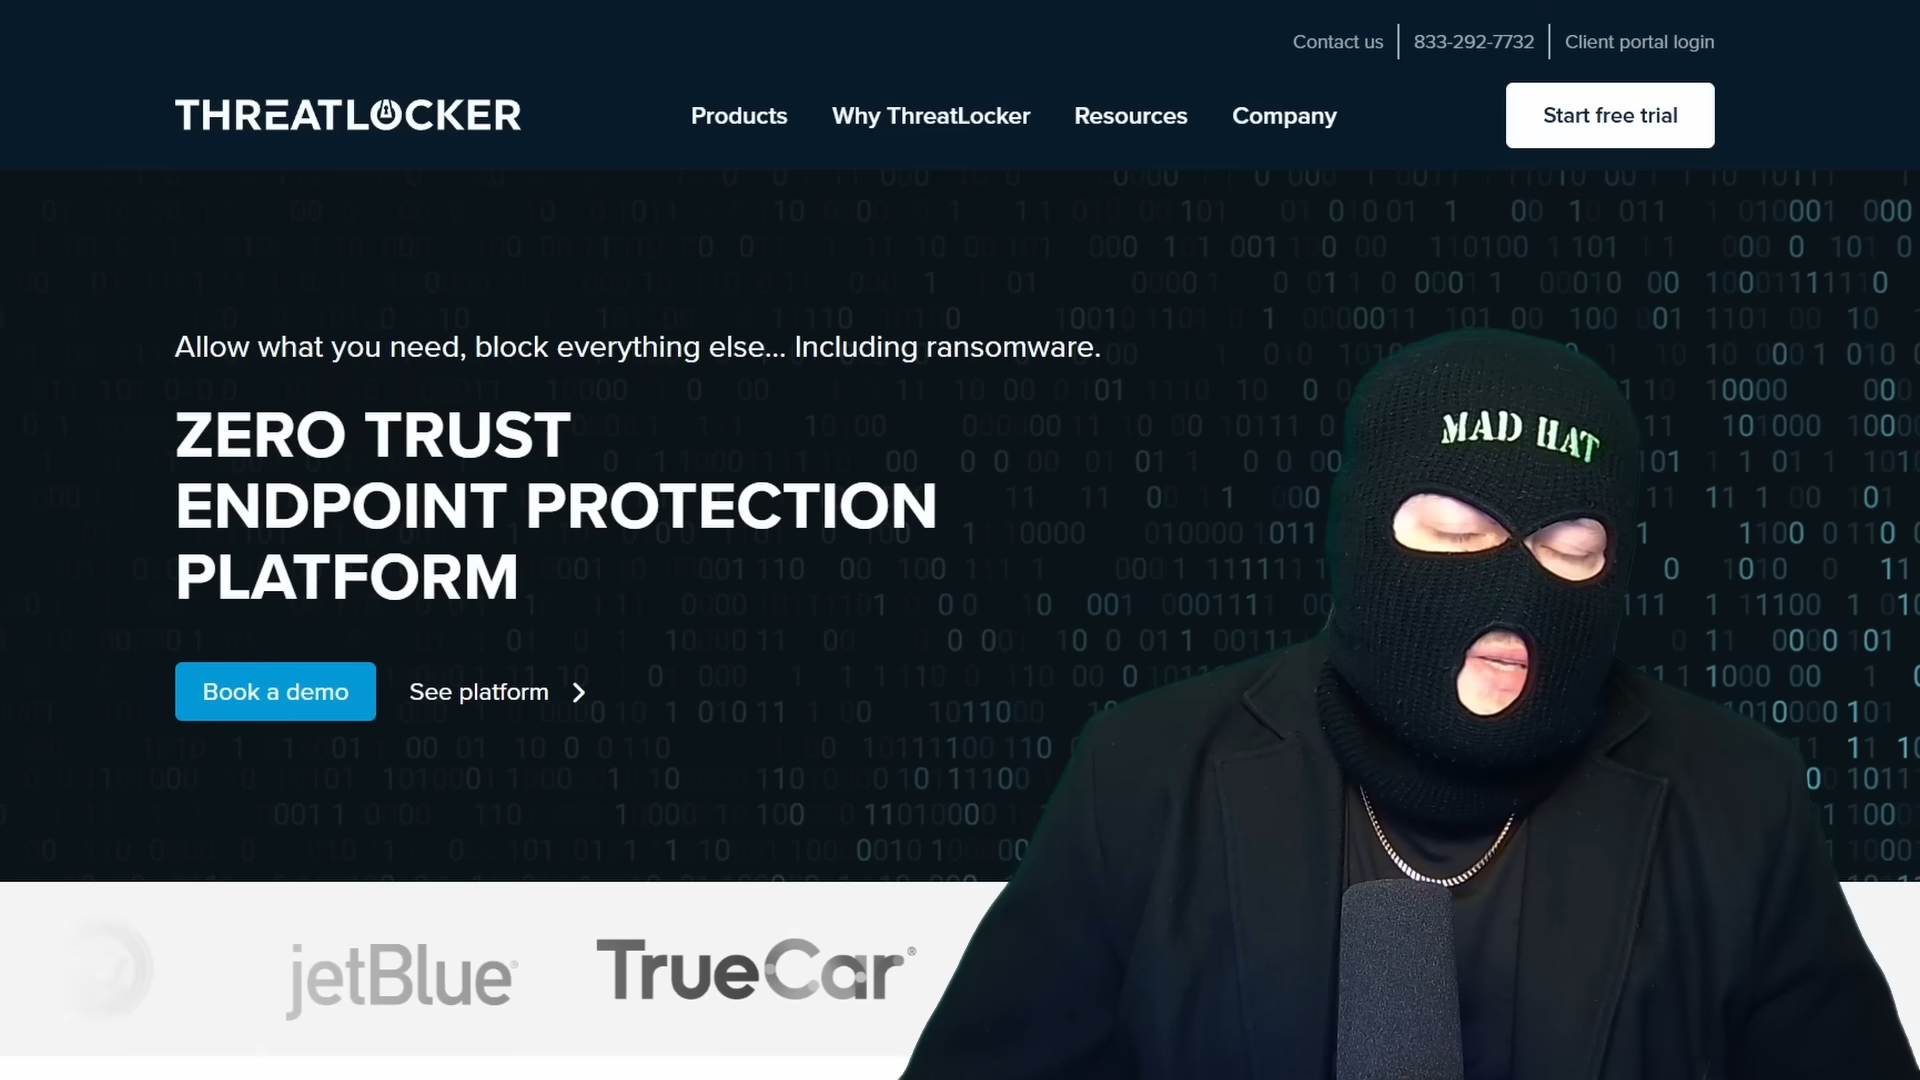 Contact us
833-292-7732
Client portal login
THREATLOCKER
Products
Why ThreatLocker
Resources
Company
Start free trial
Allow what you need, block everything else... Including ransomware.
ZERO TRUST
ENDPOINT PROTECTION
PLATFORM
Book a demo
See platform
MAD HAT
jetBlue®
TrueCar®